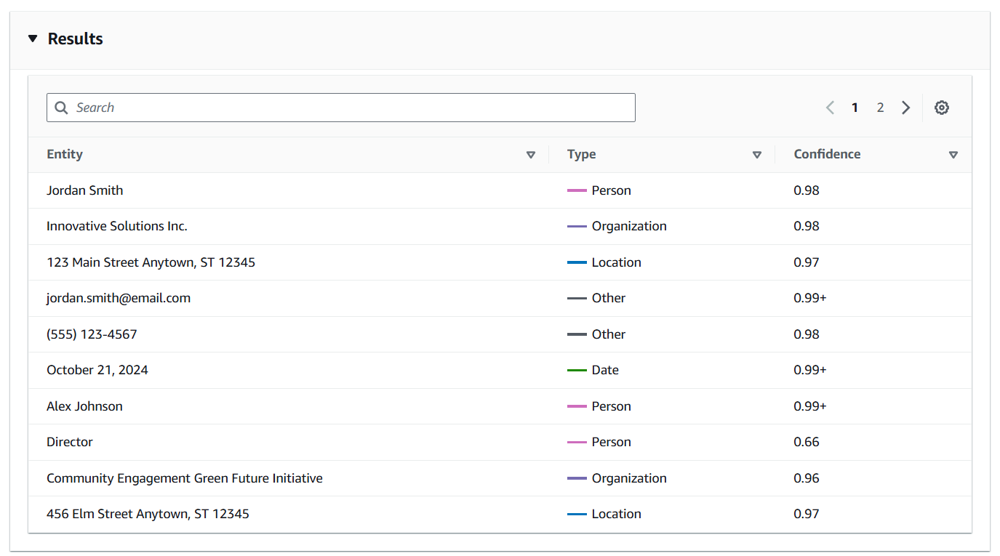 Results
Search
1 2
Entity Type Confidence
Jordan Smith Person 0.98
Innovative Solutions Inc. Organization 0.98
123 Main Street Anytown, ST 12345 Location 0.97
jordan.smith@email.com Other 0.99+
(555) 123-4567 Other 0.98
October 21, 2024 Date 0.99+
Alex Johnson Person 0.99+
Director Person 0.66
Community Engagement Green Future Initiative Organization 0.96
456 Elm Street Anytown, ST 12345 Location 0.97